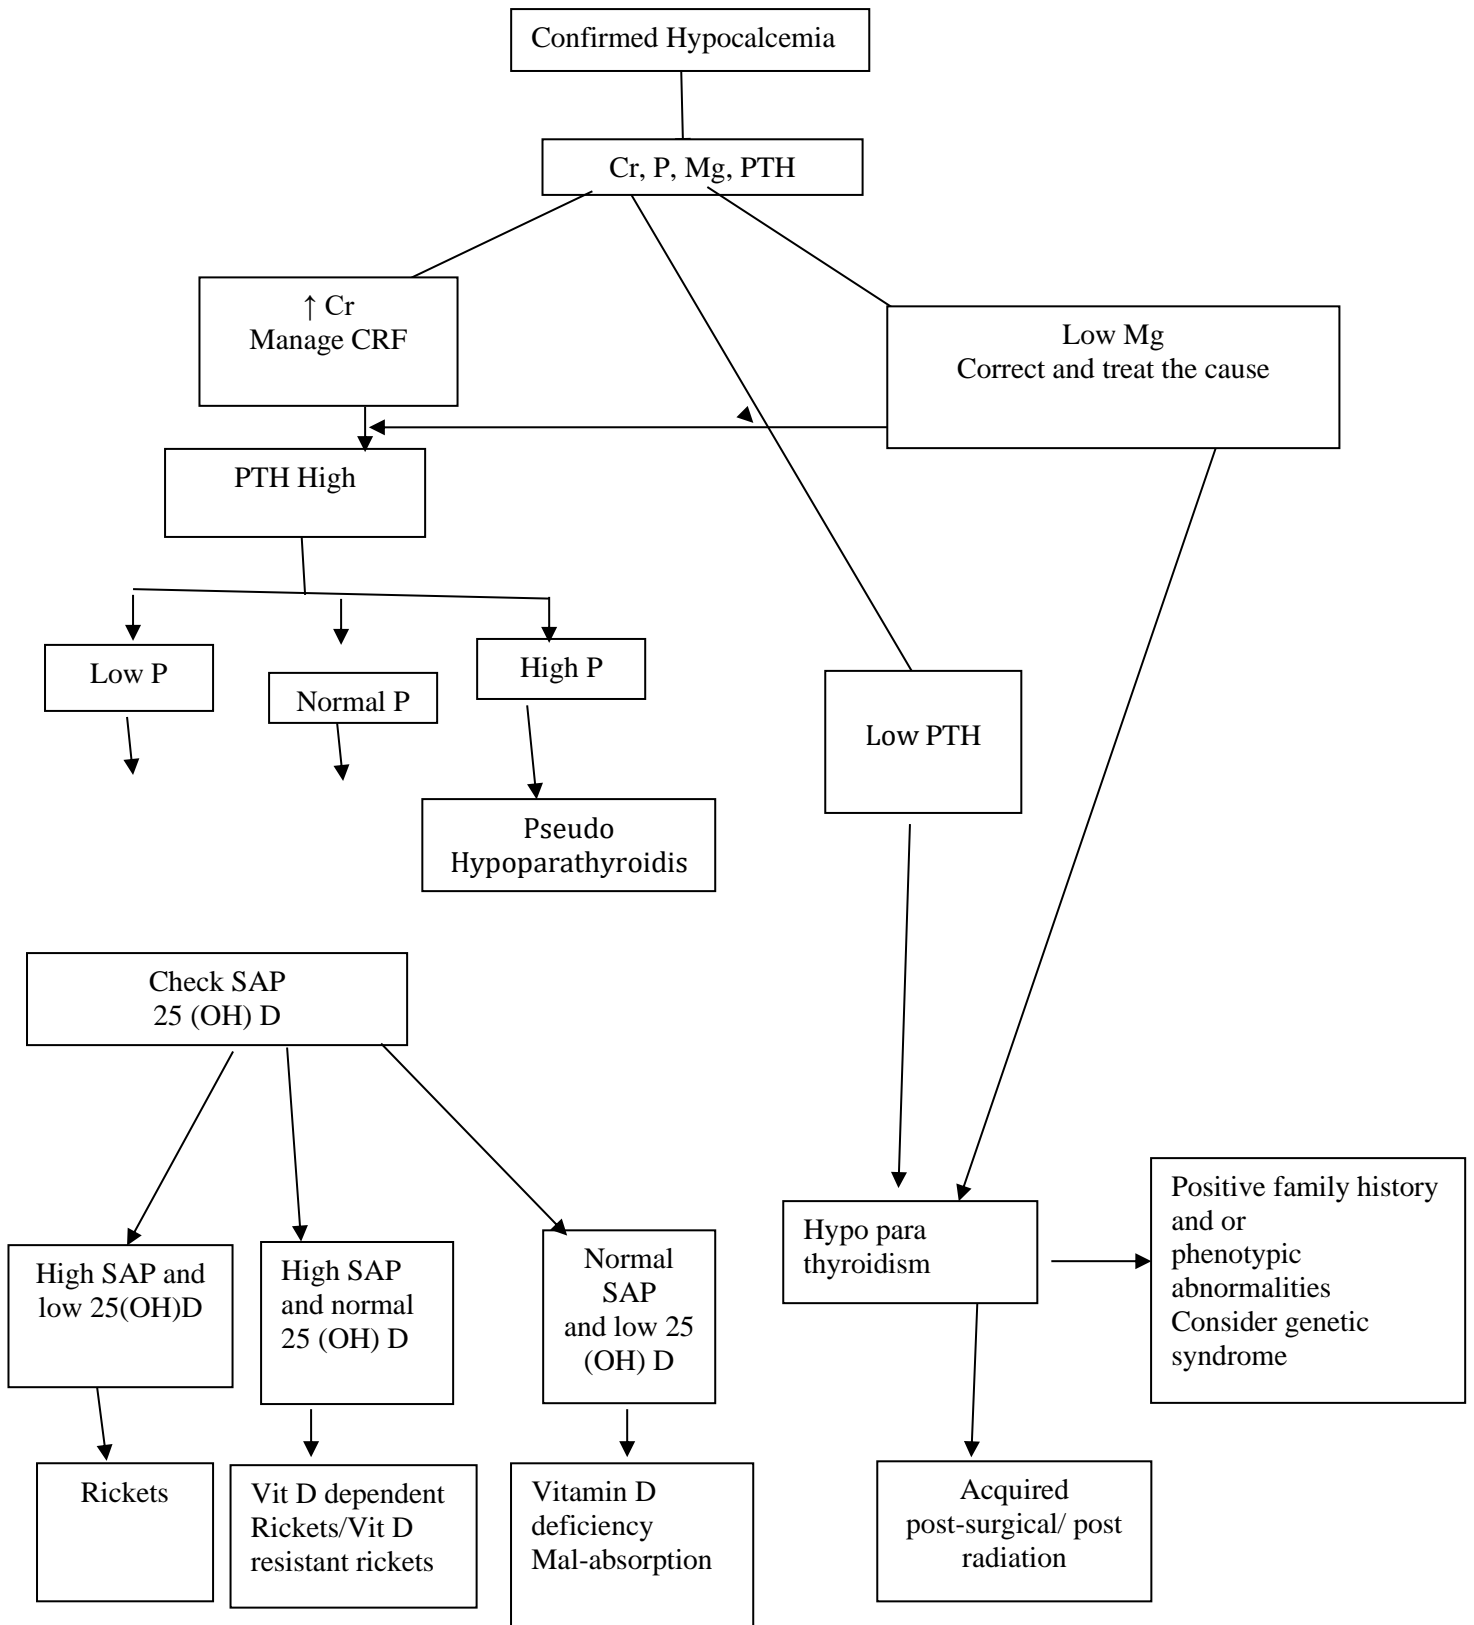 Confirmed Hypocalcemia
Cr, P, Mg, PTH
↑ Cr
Manage CRF
Low Mg
Correct and treat the cause
PTH High
Low P
Normal P
High P
Low PTH
Pseudo
Hypoparathyroidis
Check SAP
25 (OH) D
High SAP and
low 25(OH)D
High SAP
and normal
25 (OH) D
Normal
SAP
and low 25
(OH) D
Hypo para
thyroidism
Positive family history
and or
phenotypic
abnormalities
Consider genetic
syndrome
Rickets
Vit D dependent
Rickets/Vit D
resistant rickets
Vitamin D
deficiency
Mal-absorption
Acquired
post-surgical/ post
radiation